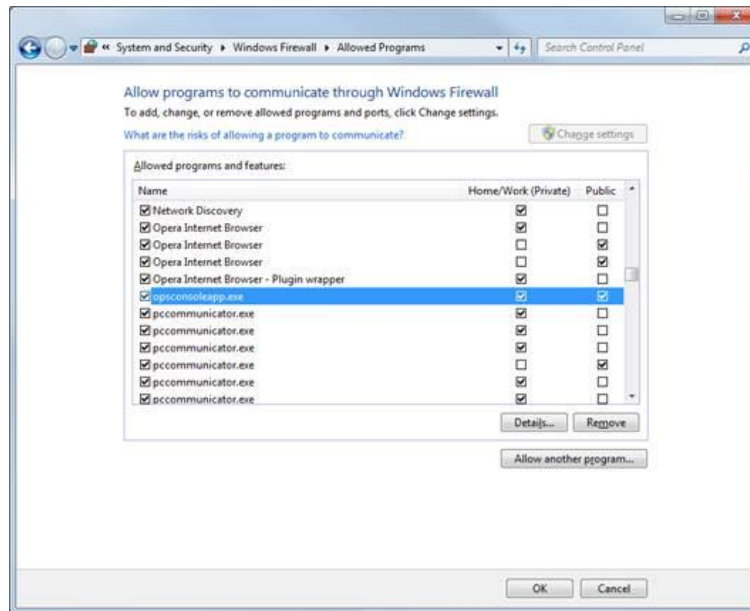 « System and Security ▸ Windows Firewall ▸ Allowed Programs
Search Control Panel
Allow programs to communicate through Windows Firewall
To add, change, or remove allowed programs and ports, click Change settings.
What are the risks of allowing a program to communicate?
Change settings
Allowed programs and features:
Name Home/Work (Private) Public
Network Discovery
Opera Internet Browser
Opera Internet Browser
Opera Internet Browser
Opera Internet Browser - Plugin wrapper
opsconsoleapp.exe
pccommunicator.exe
pccommunicator.exe
pccommunicator.exe
pccommunicator.exe
pccommunicator.exe
pccommunicator.exe
Details... Remove
Allow another program...
OK Cancel